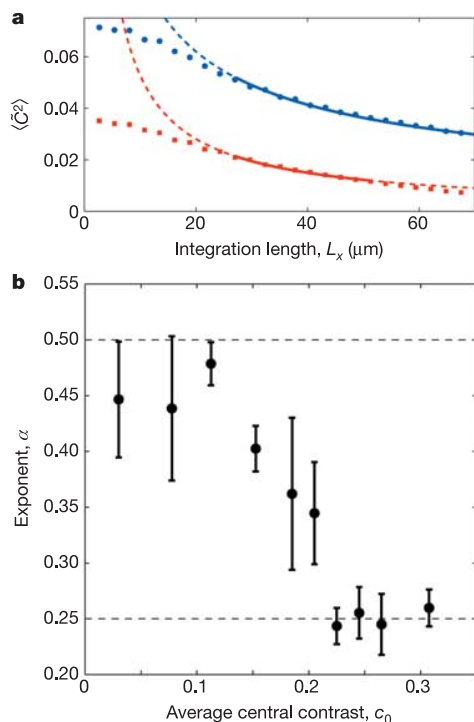 a
0.06
0.04
0.02
0
⟨C̃²⟩
0 20 40 60
Integration length, Lx (μm)
b
0.55
0.50
0.45
0.40
0.35
0.30
0.25
0.20
Exponent, α
0 0.1 0.2 0.3
Average central contrast, c0